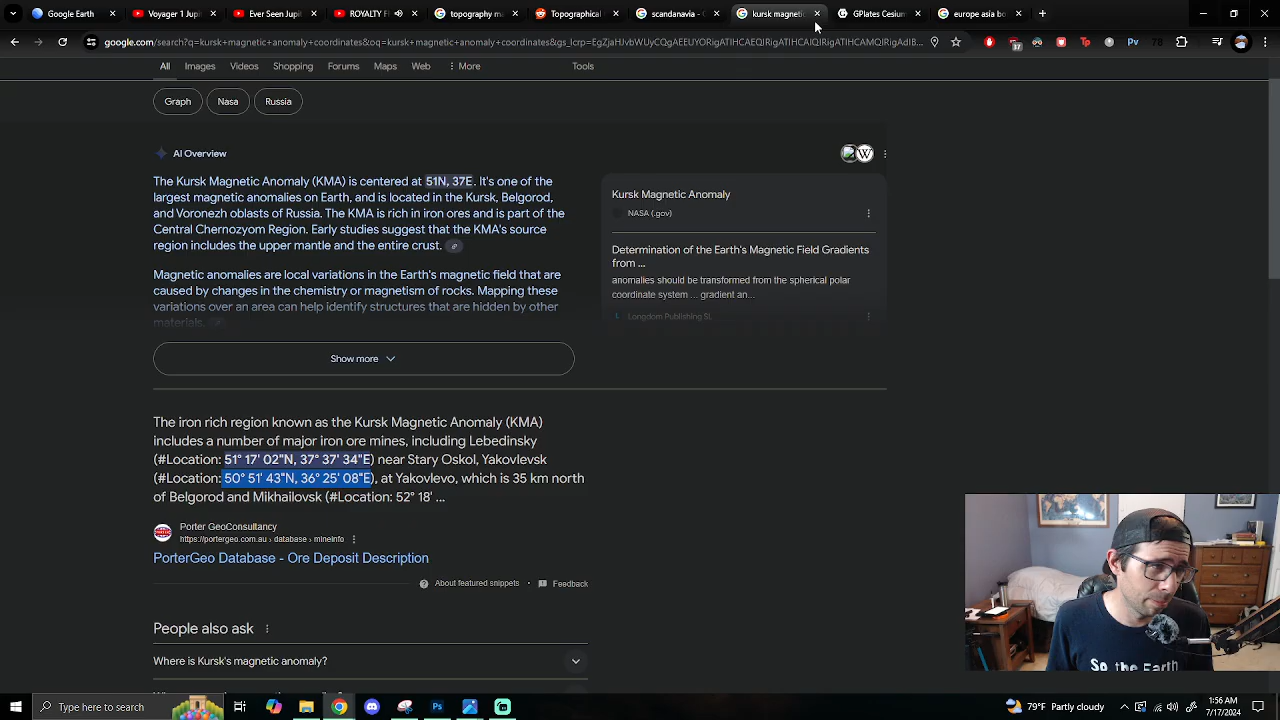 Google Earth
Voyager 1 Jupi
Ever Seen Jupit
ROYALTY F
topography ma
Topographical
scandanavia - G
kursk magneti
GPlates Cesium
europe asia bo
google.com/search?q=kursk+magnetic+anomaly+coordinates&oq=kursk+magnetic+anomaly+coordinates&gs_lcrp=
37
Tp
Pv
78
All
Images
Videos
Shopping
Forums
Maps
Web
More
Tools
Graph
Nasa
Russia
AI Overview
W
The Kursk Magnetic Anomaly (KMA) is centered at 51N, 37E. It's one of the
largest magnetic anomalies on Earth, and is located in the Kursk, Belgorod,
and Voronezh oblasts of Russia. The KMA is rich in iron ores and is part of the
Central Chernozyom Region. Early studies suggest that the KMA's source
region includes the upper mantle and the entire crust.
Magnetic anomalies are local variations in the Earth's magnetic field that are
caused by changes in the chemistry or magnetism of rocks. Mapping these
variations over an area can help identify structures that are hidden by other
materials.
Kursk Magnetic Anomaly
NASA (.gov)
Determination of the Earth's Magnetic Field Gradients
from ...
anomalies should be transformed from the spherical polar
coordinate system ... gradient an...
L Longdom Publishing SL
Show more
The iron rich region known as the Kursk Magnetic Anomaly (KMA)
includes a number of major iron ore mines, including Lebedinsky
(#Location: 51° 17' 02"N, 37° 37' 34"E) near Stary Oskol, Yakovlevsk
(#Location: 50° 51' 43"N, 36° 25' 08"E), at Yakovlevo, which is 35 km north
of Belgorod and Mikhailovsk (#Location: 52° 18' ...
Porter GeoConsultancy
https://portergeo.com.au › database › mineinfo
PorterGeo Database - Ore Deposit Description
About featured snippets
Feedback
People also ask
Where is Kursk's magnetic anomaly?
So the Earth
Type here to search
Ps
79°F Partly cloudy
1:56 AM
7/17/2024